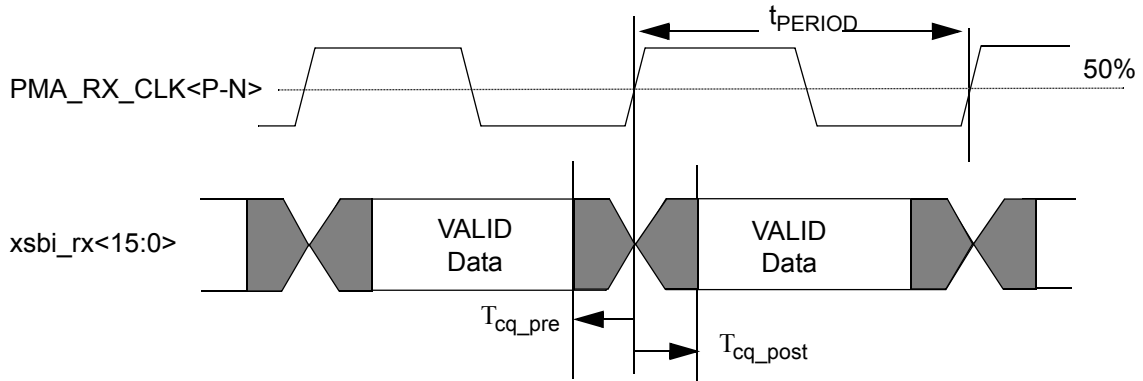 tPERIOD
PMA_RX_CLK<P-N>
50%
xsbi_rx<15:0>
VALID
Data
VALID
Data
Tcq_pre
Tcq_post